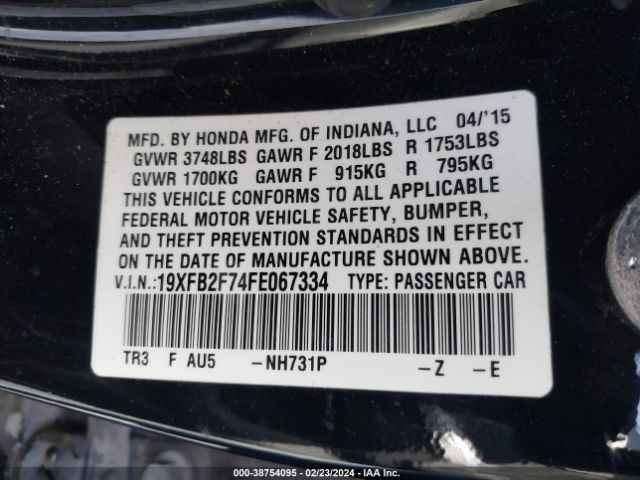 MFD. BY HONDA MFG. OF INDIANA, LLC 04/'15
GVWR 3748LBS GAWR F 2018LBS R 1753LBS
GVWR 1700KG GAWR F 915KG R 795KG
THIS VEHICLE CONFORMS TO ALL APPLICABLE
FEDERAL MOTOR VEHICLE SAFETY, BUMPER,
AND THEFT PREVENTION STANDARDS IN EFFECT
ON THE DATE OF MANUFACTURE SHOWN ABOVE.
V.I.N.:19XFB2F74FE067334 TYPE: PASSENGER CAR
TR3 F AU5 –NH731P –Z –E
000-38754095 - 02/23/2024 - IAA Inc.